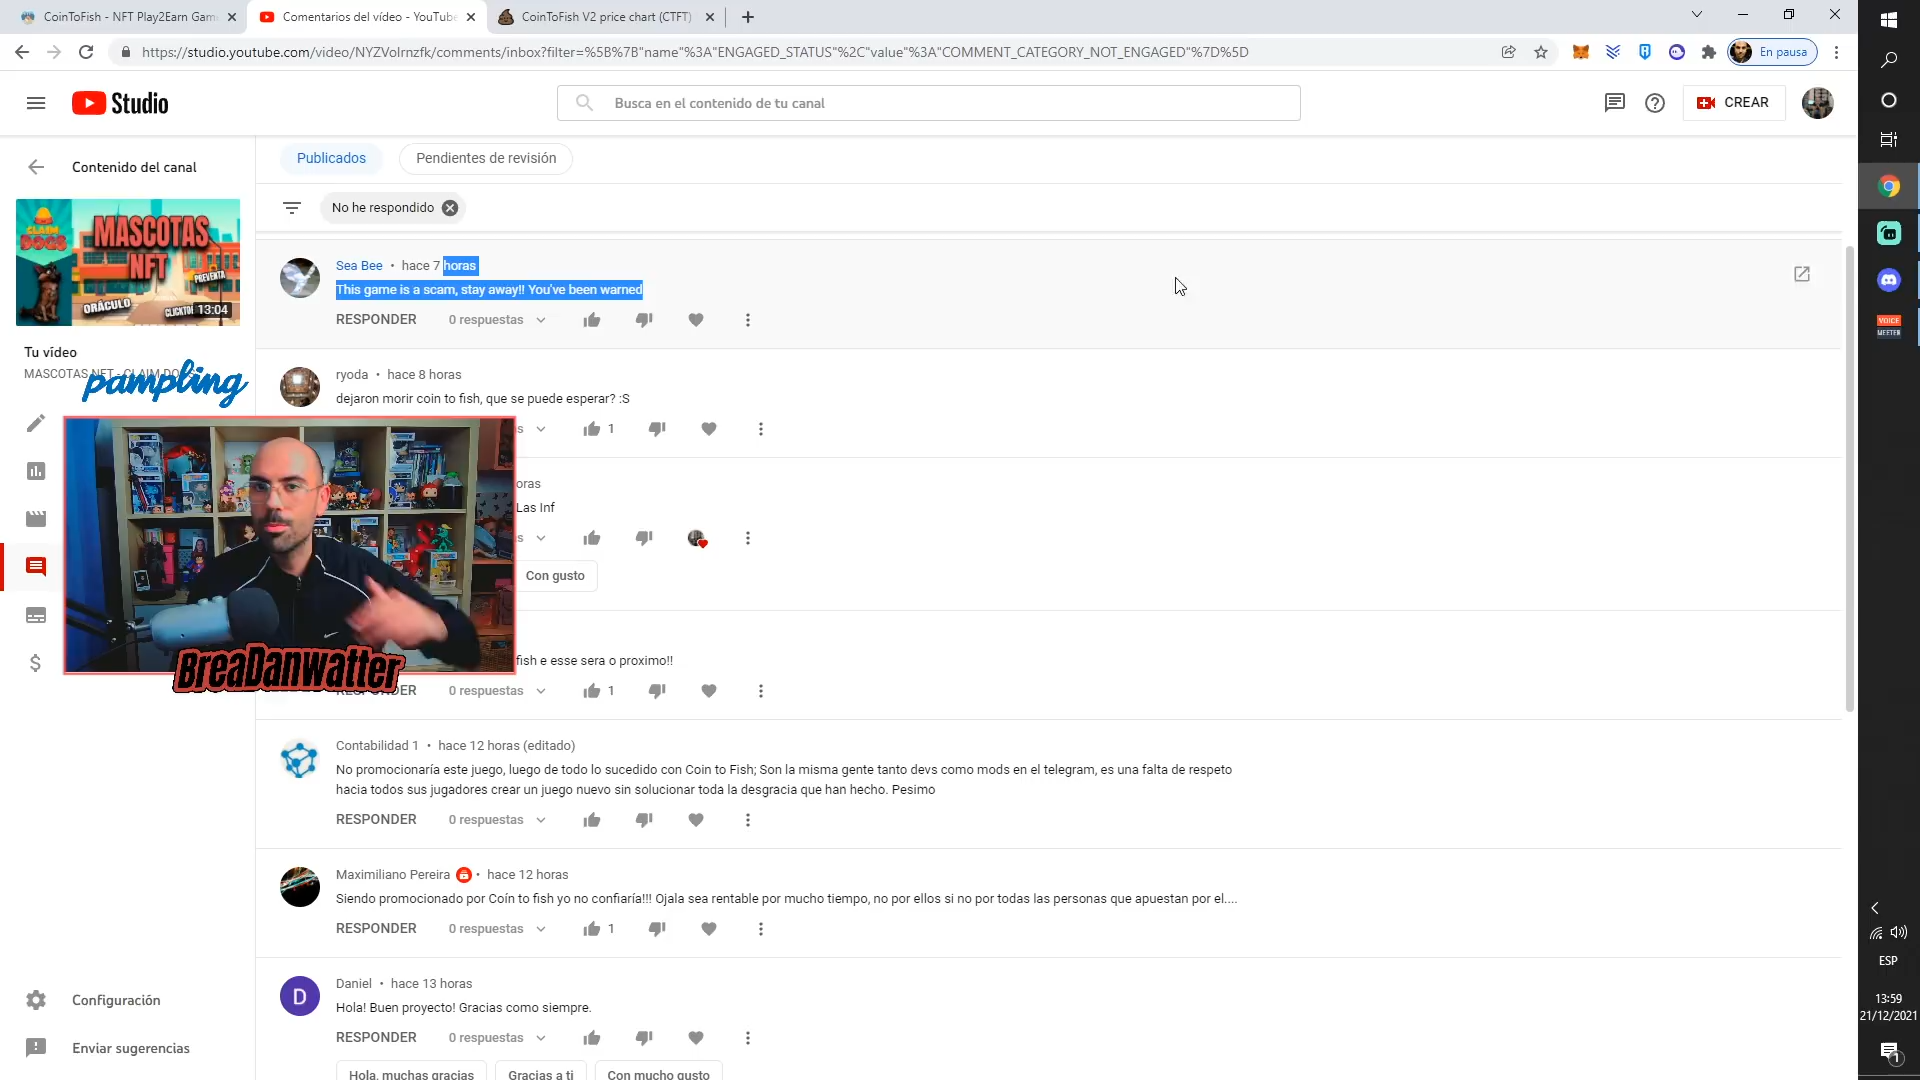 CoinToFish - NFT Play2Earn Gam
Comentarios del vídeo - YouTube
CoinToFish V2 price chart (CTFT)
https://studio.youtube.com/video/NYZVolrnzfk/comments/inbox?filter=%5B%7B"name"%3A"ENGAGED_STATUS"%2C"value"%3A"COMMENT_CATEGORY_NOT_ENGAGED"%7D%5D
En pausa
Studio
Busca en el contenido de tu canal
CREAR
Contenido del canal
Publicados
Pendientes de revisión
No he respondido
CLAIM
DOGS
MASCOTAS
NFT
PREVENTA
ORÁCULO
13:04
Tu vídeo
MASCOTAS NFT - CLAIM DOGS
pampling
Sea Bee • hace 7 horas
This game is a scam, stay away!! You've been warned
RESPONDER 0 respuestas
ryoda • hace 8 horas
dejaron morir coin to fish, que se puede esperar? :S
s 1
oras
Las Inf
s
Con gusto
fish e esse sera o proximo!!
BreaDanwatter
RESPONDER 0 respuestas 1
Contabilidad 1 • hace 12 horas (editado)
No promocionaría este juego, luego de todo lo sucedido con Coin to Fish; Son la misma gente tanto devs como mods en el telegram, es una falta de respeto
hacia todos sus jugadores crear un juego nuevo sin solucionar toda la desgracia que han hecho. Pesimo
RESPONDER 0 respuestas
Maximiliano Pereira • hace 12 horas
Siendo promocionado por Coín to fish yo no confiaría!!! Ojala sea rentable por mucho tiempo, no por ellos si no por todas las personas que apuestan por el....
RESPONDER 0 respuestas 1
D
Daniel • hace 13 horas
Hola! Buen proyecto! Gracias como siempre.
RESPONDER 0 respuestas
Hola, muchas gracias
Gracias a ti
Con mucho gusto
Configuración
Enviar sugerencias
VOICE
MEETER
ESP
13:59
21/12/2021
1